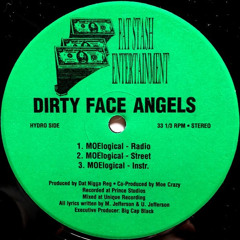 FAT STASH
ENTERTAINMENT
DIRTY FACE ANGELS
HYDRO SIDE
33 1/3 RPM • STEREO
1. MOElogical - Radio
2. MOElogical - Street
3. MOElogical - Instr.
Produced by Dat Nigga Reg • Co-Produced by Moe Crazy
Recorded at Prince Studios
Mixed at Unique Recording
All lyrics written by M. Jefferson & U. Jefferson
Executive Producer: Big Cap Black